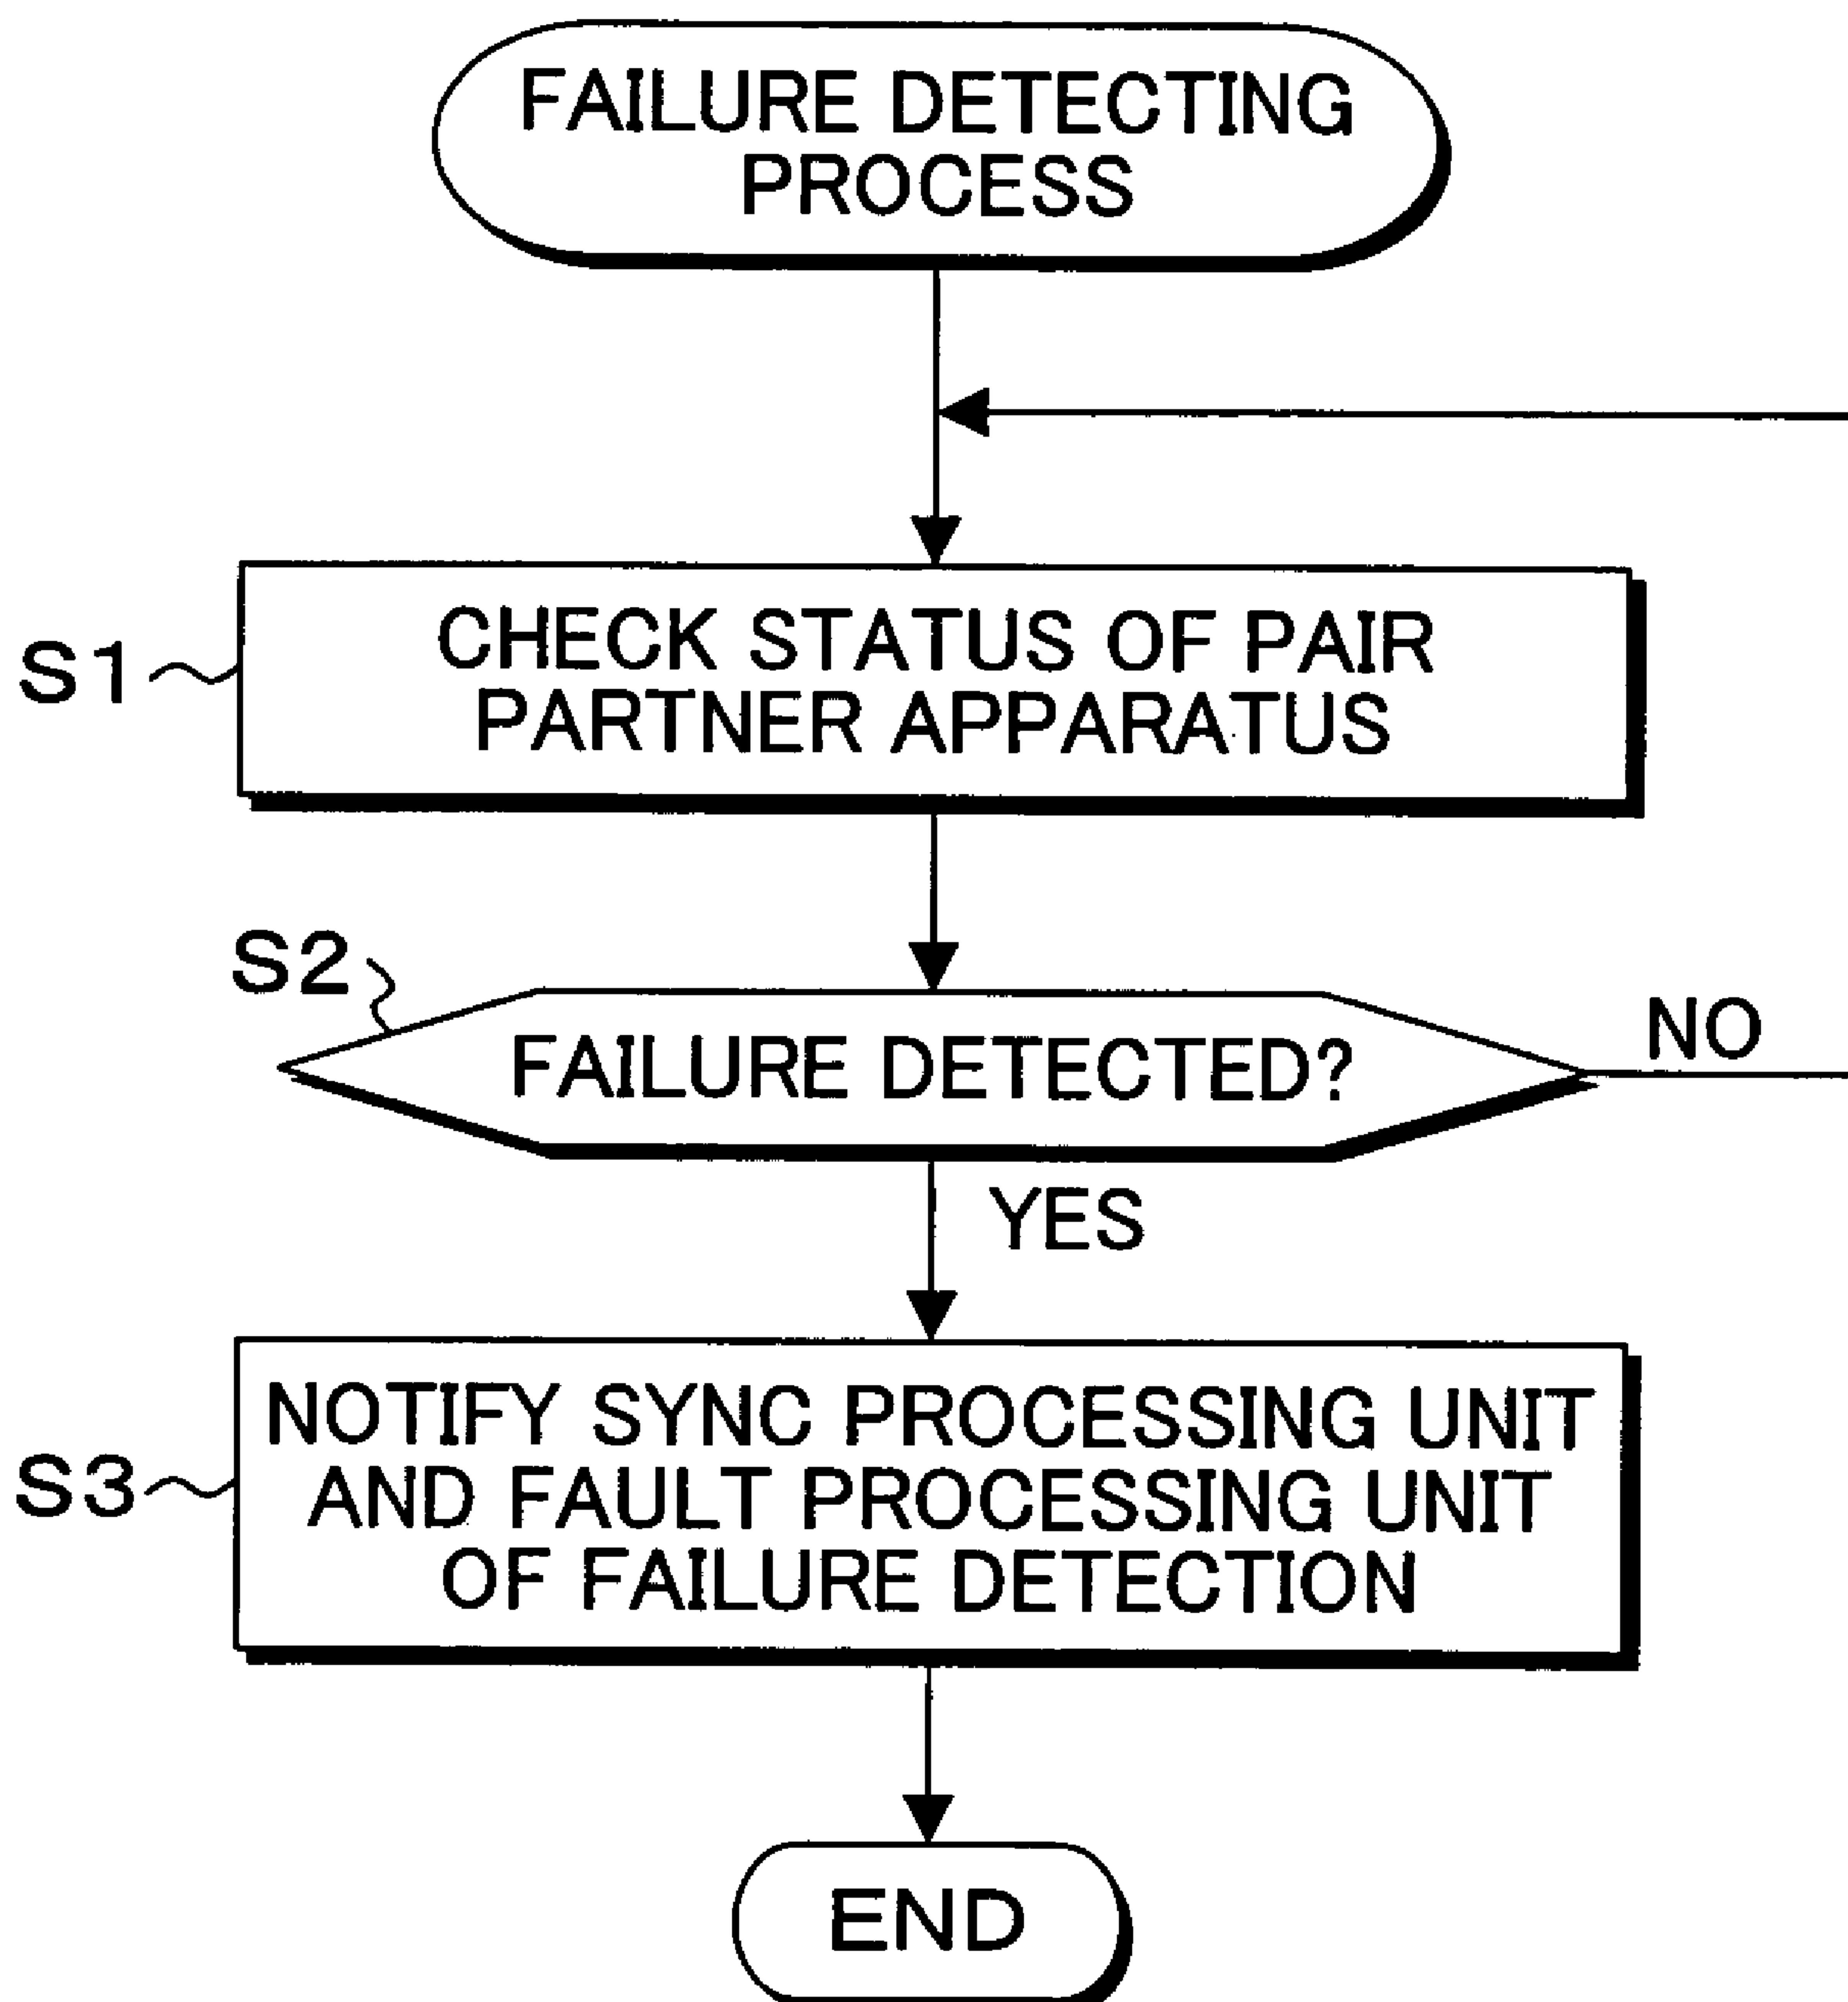 FAILURE DETECTING
PROCESS
S1
CHECK STATUS OF PAIR
PARTNER APPARATUS
S2
FAILURE DETECTED?
NO
YES
S3
NOTIFY SYNC PROCESSING UNIT
AND FAULT PROCESSING UNIT
OF FAILURE DETECTION
END